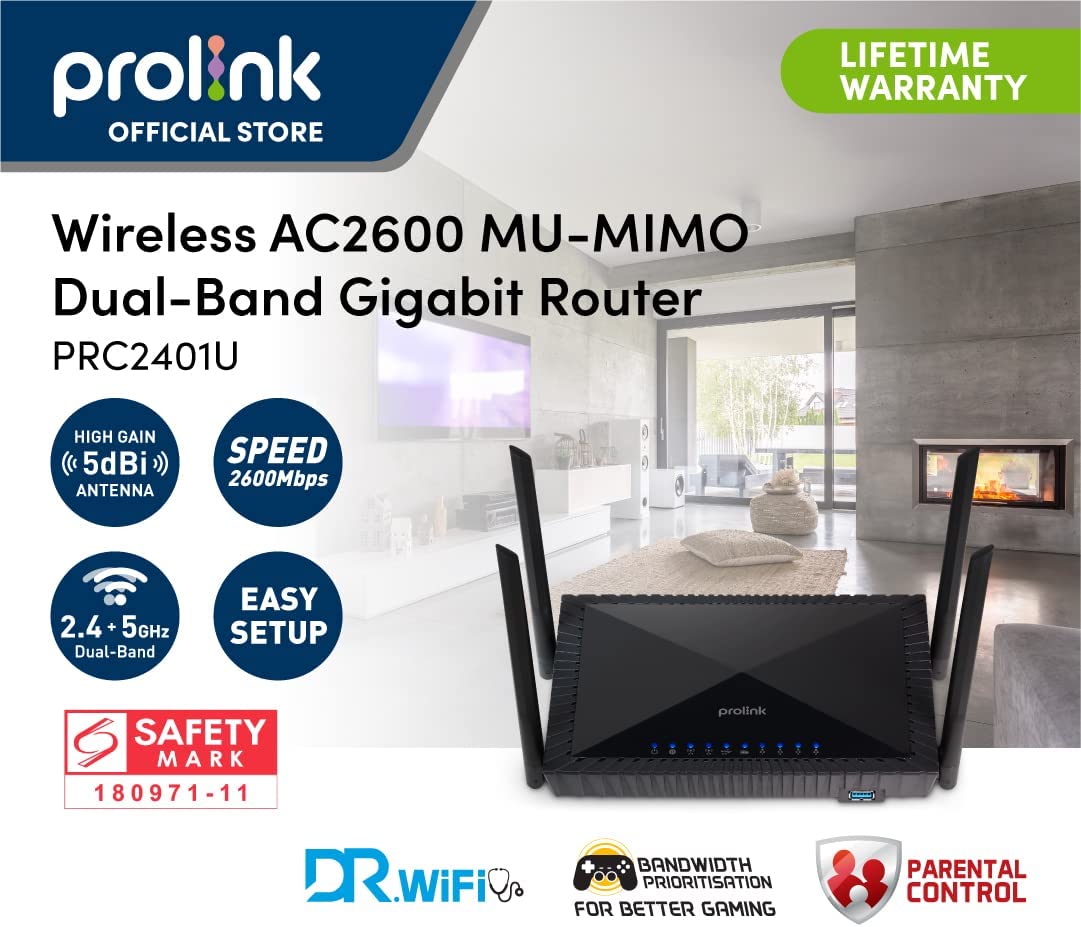 prolink
OFFICIAL STORE
LIFETIME
WARRANTY
Wireless AC2600 MU-MIMO
Dual-Band Gigabit Router
PRC2401U
HIGH GAIN
5dBi
ANTENNA
SPEED
2600Mbps
2.4 + 5GHz
Dual-Band
EASY
SETUP
SAFETY
MARK
180971-11
prolink
DR.WiFi
BANDWIDTH
PRIORITISATION
FOR BETTER GAMING
PARENTAL
CONTROL